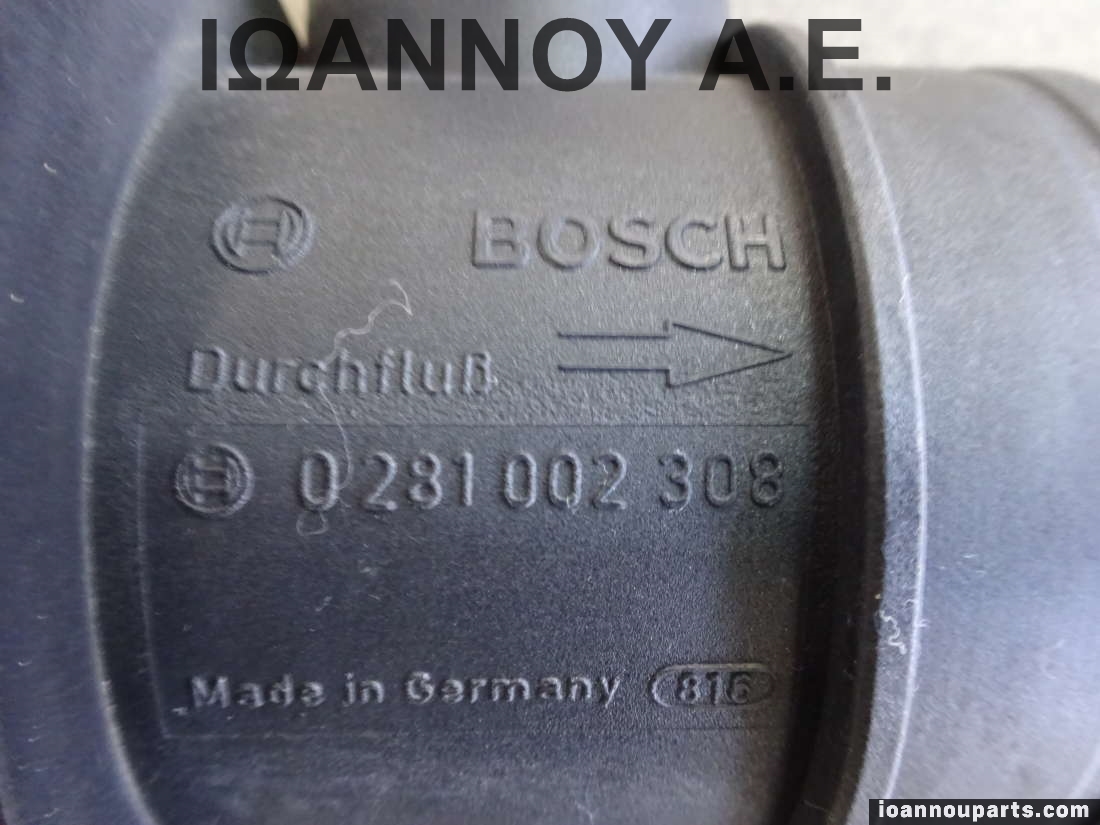 ΙΩΑΝΝΟΥ Α.Ε.
BOSCH
Durchfluß
0 281 002 308
Made in Germany 816
ioannouparts.com